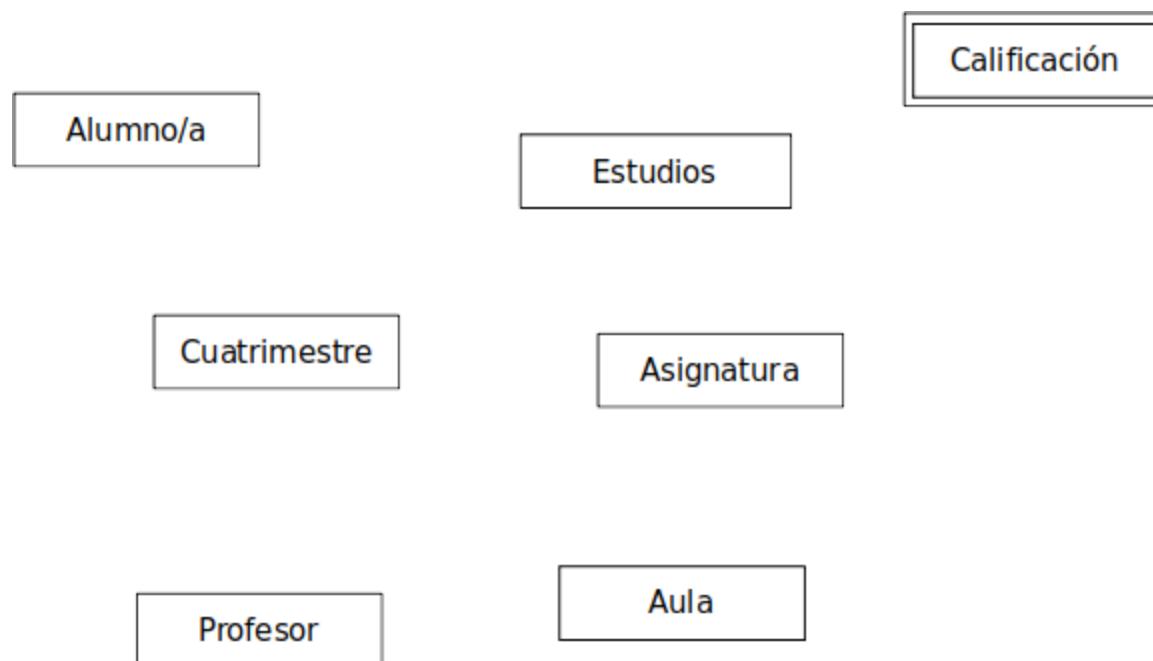 Calificación
Alumno/a
Estudios
Cuatrimestre
Asignatura
Aula
Profesor